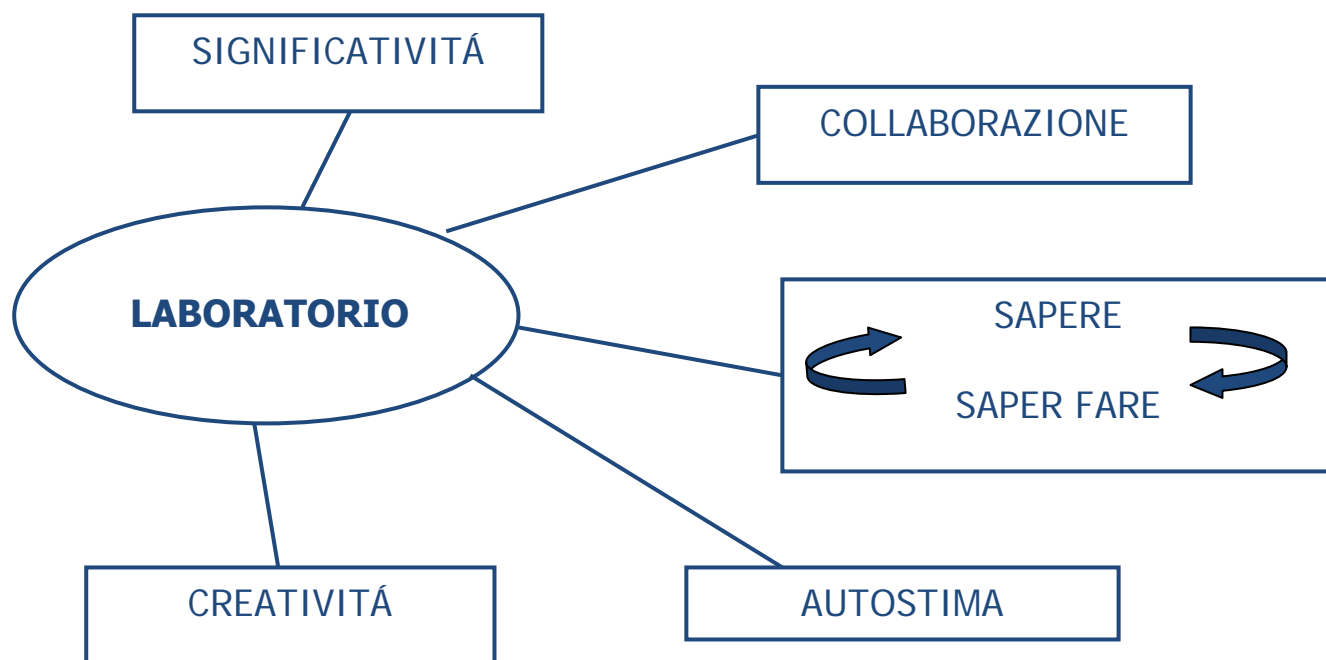 SIGNIFICATIVITÁ
COLLABORAZIONE
LABORATORIO
SAPERE
SAPER FARE
CREATIVITÁ
AUTOSTIMA